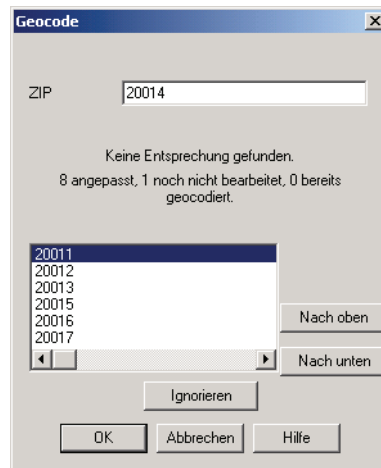 Geocode
ZIP 20014
Keine Entsprechung gefunden.
8 angepasst, 1 noch nicht bearbeitet, 0 bereits
geocodiert.
20011
20012
20013
20015
20016
20017
Nach oben
Nach unten
Ignorieren
OK Abbrechen Hilfe